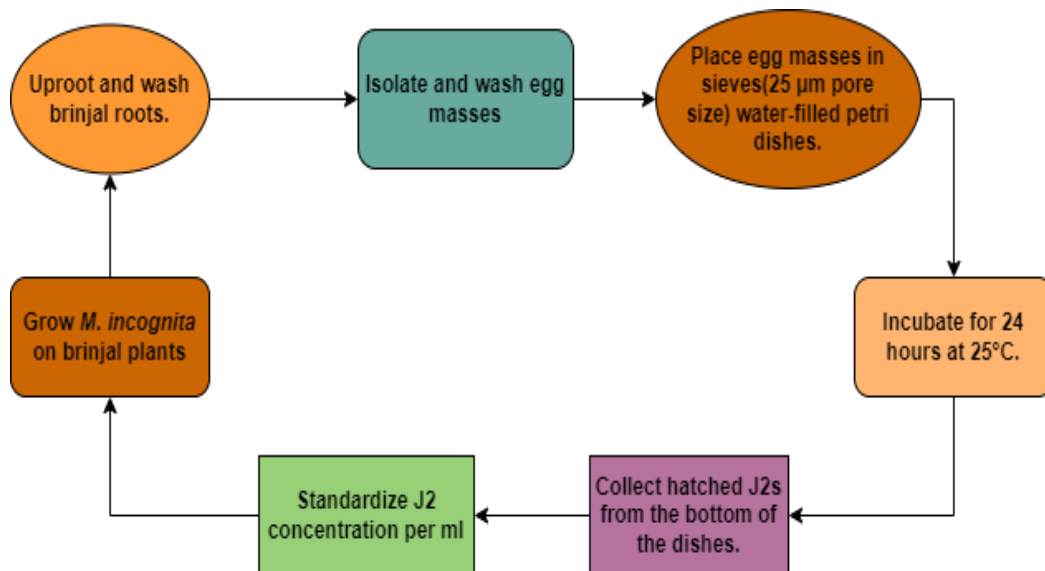 Uproot and wash
brinjal roots.
Isolate and wash egg
masses
Place egg masses in
sieves(25 µm pore
size) water-filled petri
dishes.
Grow M. incognita
on brinjal plants
Incubate for 24
hours at 25°C.
Standardize J2
concentration per ml
Collect hatched J2s
from the bottom of
the dishes.